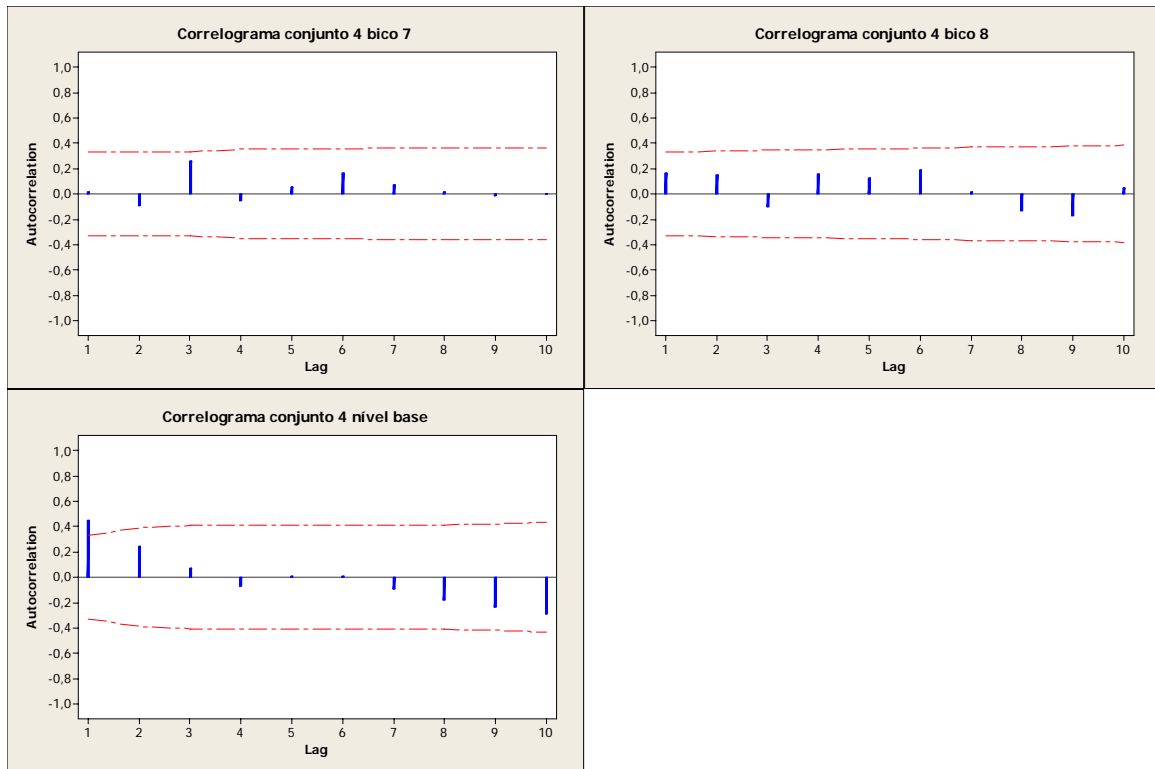 Correlograma conjunto 4 bico 7
1,0
0,8
0,6
0,4
0,2
0,0
-0,2
-0,4
-0,6
-0,8
-1,0
Autocorrelation
1 2 3 4 5 6 7 8 9 10
Lag
Correlograma conjunto 4 bico 8
1,0
0,8
0,6
0,4
0,2
0,0
-0,2
-0,4
-0,6
-0,8
-1,0
Autocorrelation
1 2 3 4 5 6 7 8 9 10
Lag
Correlograma conjunto 4 nível base
1,0
0,8
0,6
0,4
0,2
0,0
-0,2
-0,4
-0,6
-0,8
-1,0
Autocorrelation
1 2 3 4 5 6 7 8 9 10
Lag